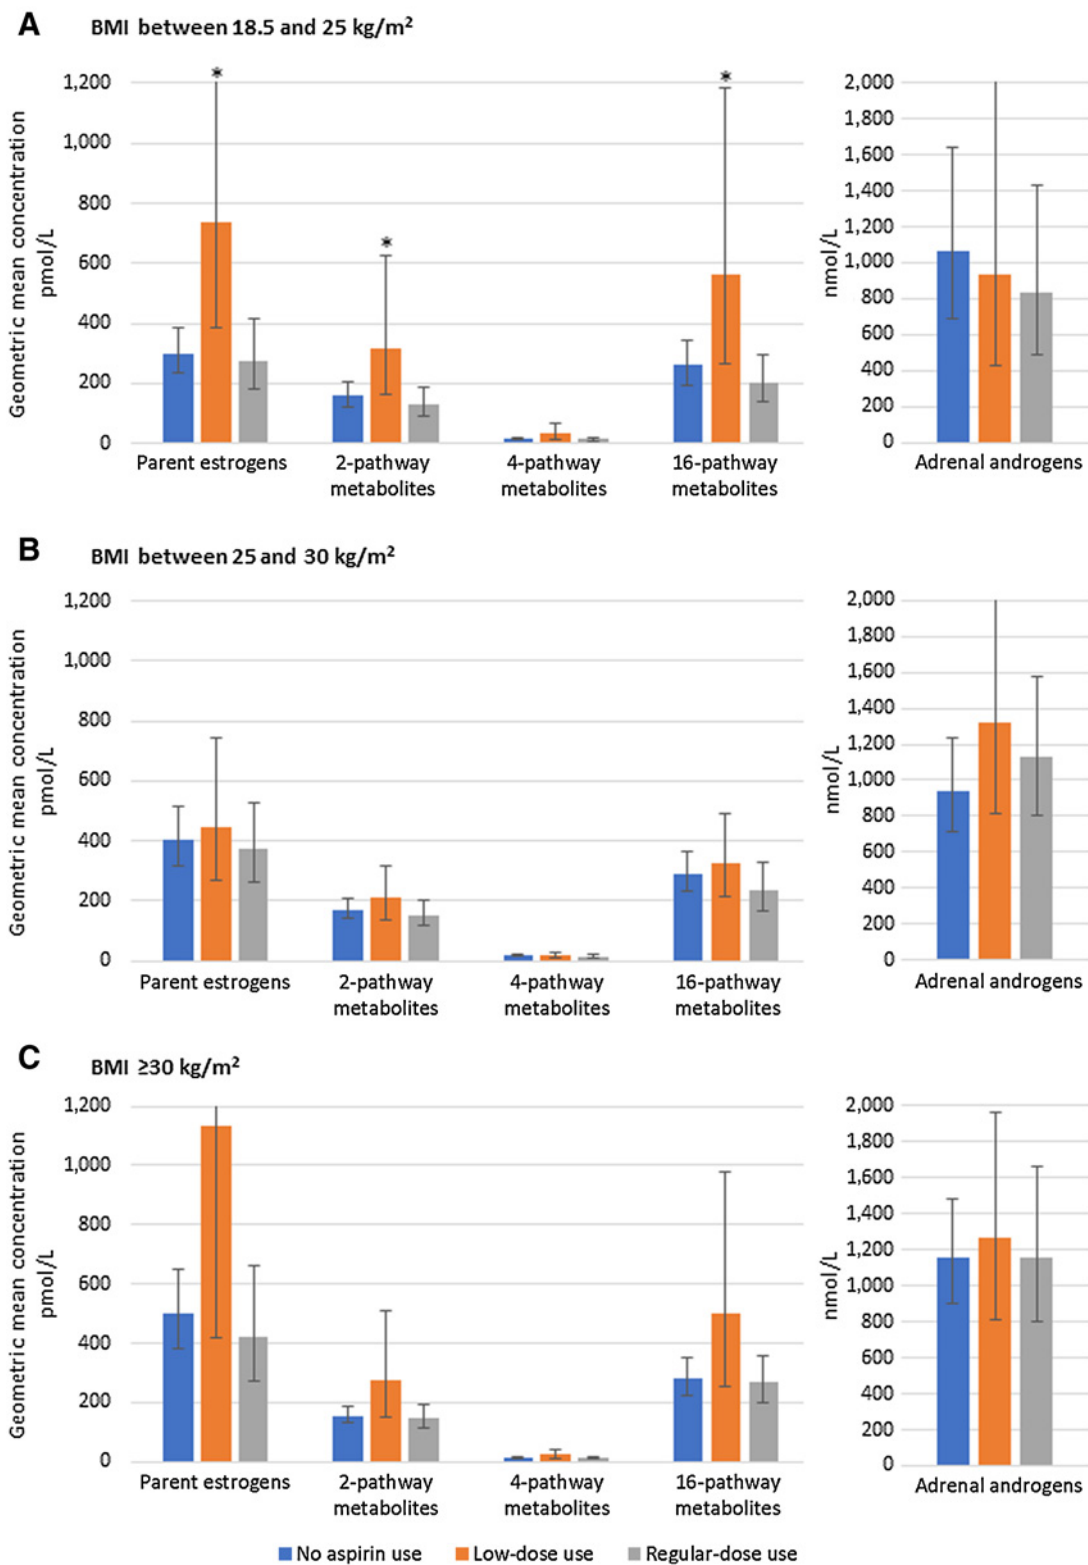 A
BMI between 18.5 and 25 kg/m²
Geometric mean concentration
pmol/L
1,200
1,000
800
600
400
200
0
*
*
*
Parent estrogens
2-pathway
metabolites
4-pathway
metabolites
16-pathway
metabolites
nmol/L
2,000
1,800
1,600
1,400
1,200
1,000
800
600
400
200
0
Adrenal androgens
B
BMI between 25 and 30 kg/m²
Geometric mean concentration
pmol/L
1,200
1,000
800
600
400
200
0
Parent estrogens
2-pathway
metabolites
4-pathway
metabolites
16-pathway
metabolites
nmol/L
2,000
1,800
1,600
1,400
1,200
1,000
800
600
400
200
0
Adrenal androgens
C
BMI ≥30 kg/m²
Geometric mean concentration
pmol/L
1,200
1,000
800
600
400
200
0
Parent estrogens
2-pathway
metabolites
4-pathway
metabolites
16-pathway
metabolites
nmol/L
2,000
1,800
1,600
1,400
1,200
1,000
800
600
400
200
0
Adrenal androgens
No aspirin use
Low-dose use
Regular-dose use